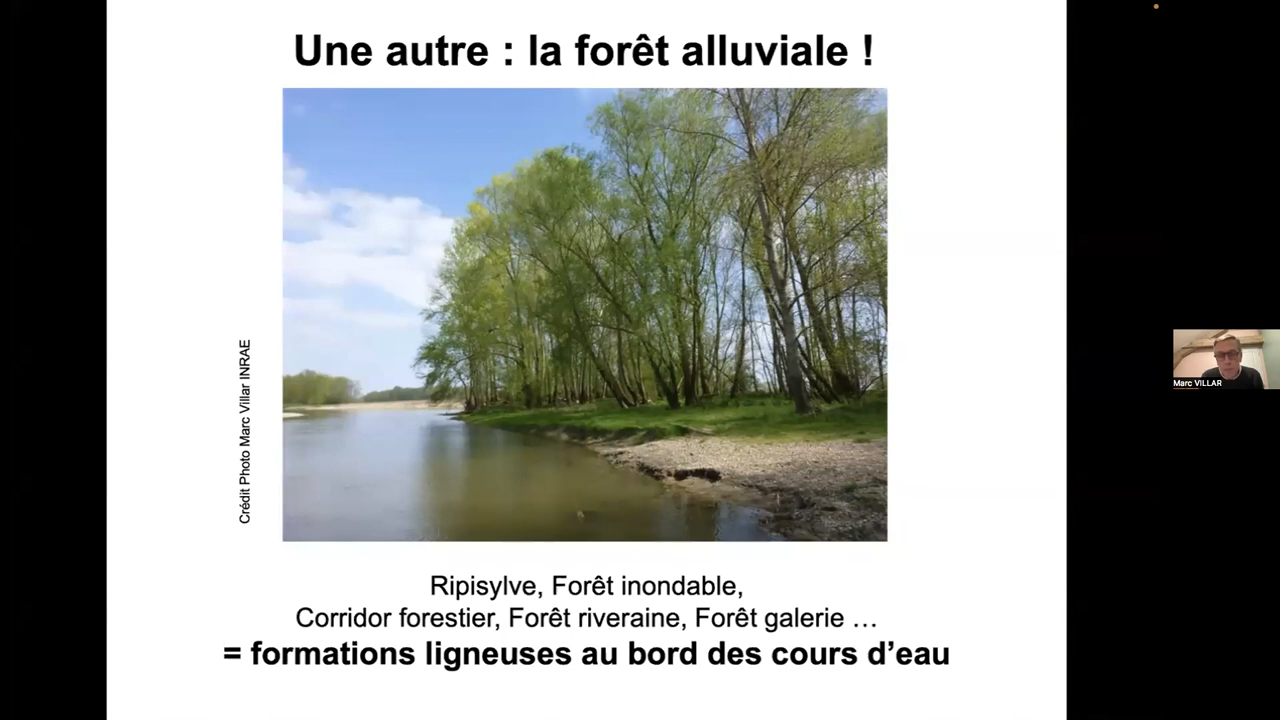 Une autre : la forêt alluviale !
Crédit Photo Marc Villar INRAE
Marc VILLAR
Ripisylve, Forêt inondable,
Corridor forestier, Forêt riveraine, Forêt galerie …
= formations ligneuses au bord des cours d’eau